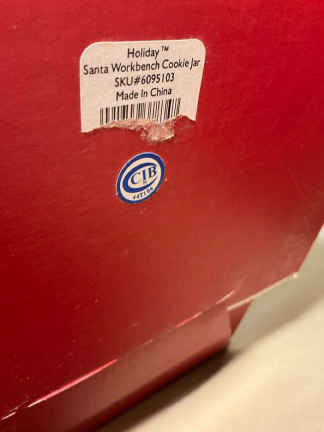 Holiday™
Santa Workbench Cookie Jar
SKU#6095103
Made In China
CIB